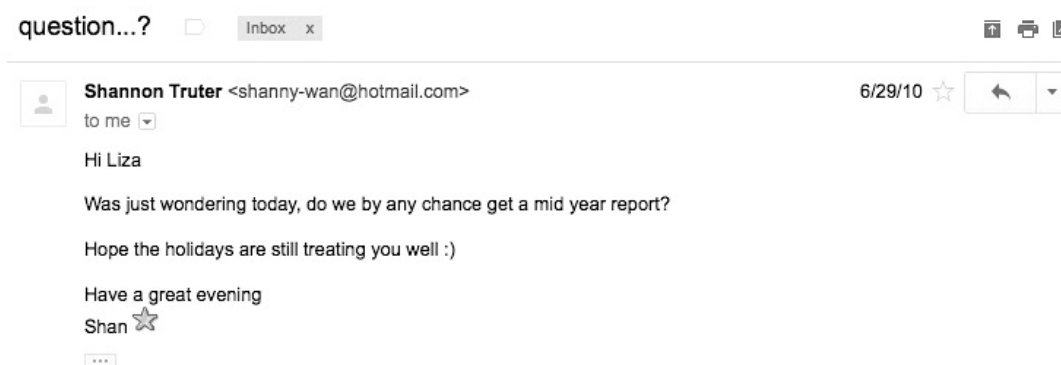 question...? Inbox x
Shannon Truter <shanny-wan@hotmail.com> 6/29/10
to me
Hi Liza
Was just wondering today, do we by any chance get a mid year report?
Hope the holidays are still treating you well :)
Have a great evening
Shan